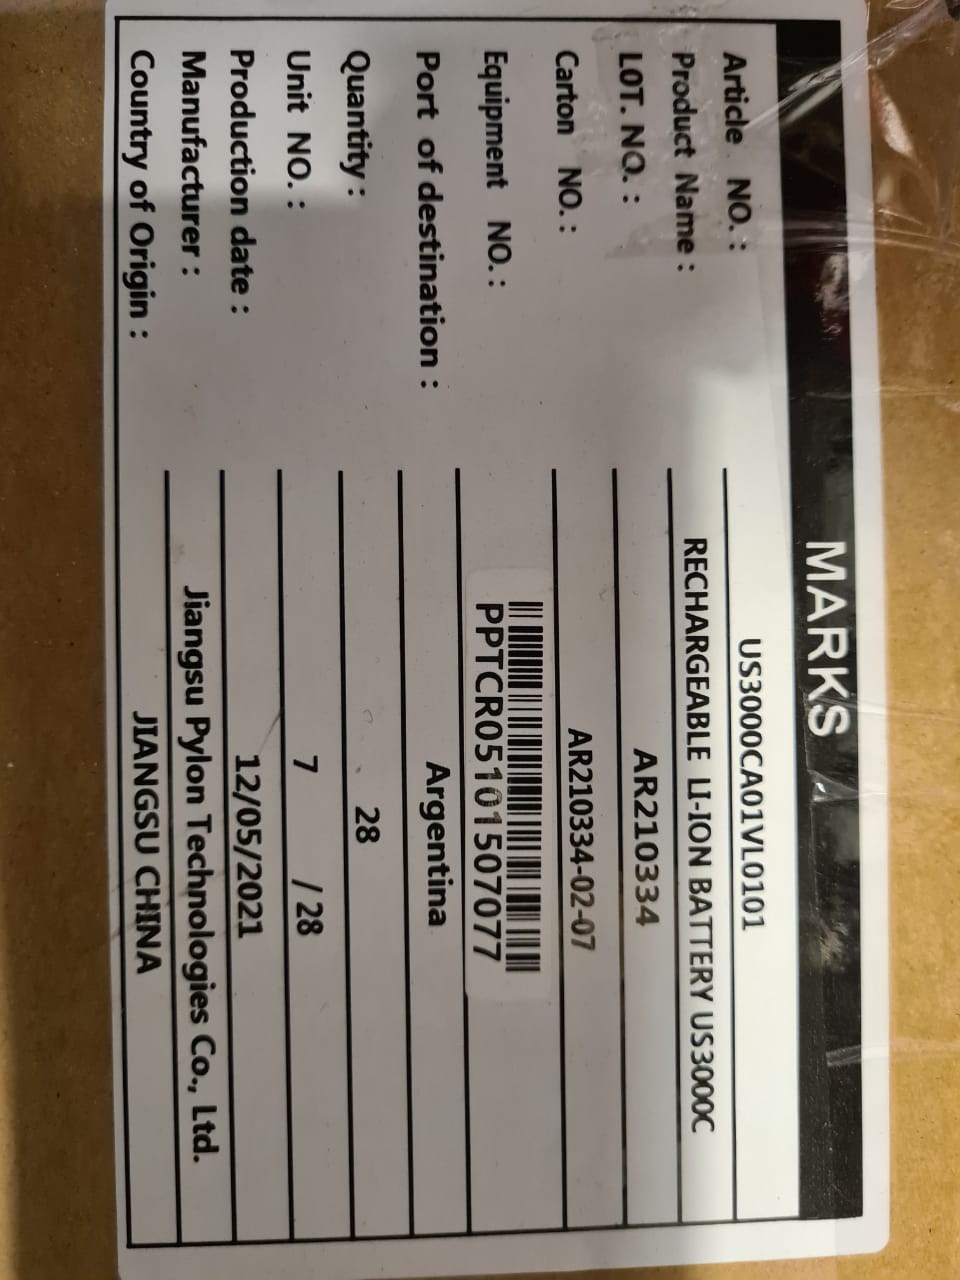 MARKS
Article NO. : US3000CA01VL0101
Product Name : RECHARGEABLE LI-ION BATTERY US3000C
LOT. NO. : AR210334
Carton NO. : AR210334-02-07
Equipment NO. : PPTCR05101507077
Port of destination : Argentina
Quantity : 28
Unit NO. : 7 / 28
Production date : 12/05/2021
Manufacturer : Jiangsu Pylon Technologies Co., Ltd.
Country of Origin : JIANGSU CHINA